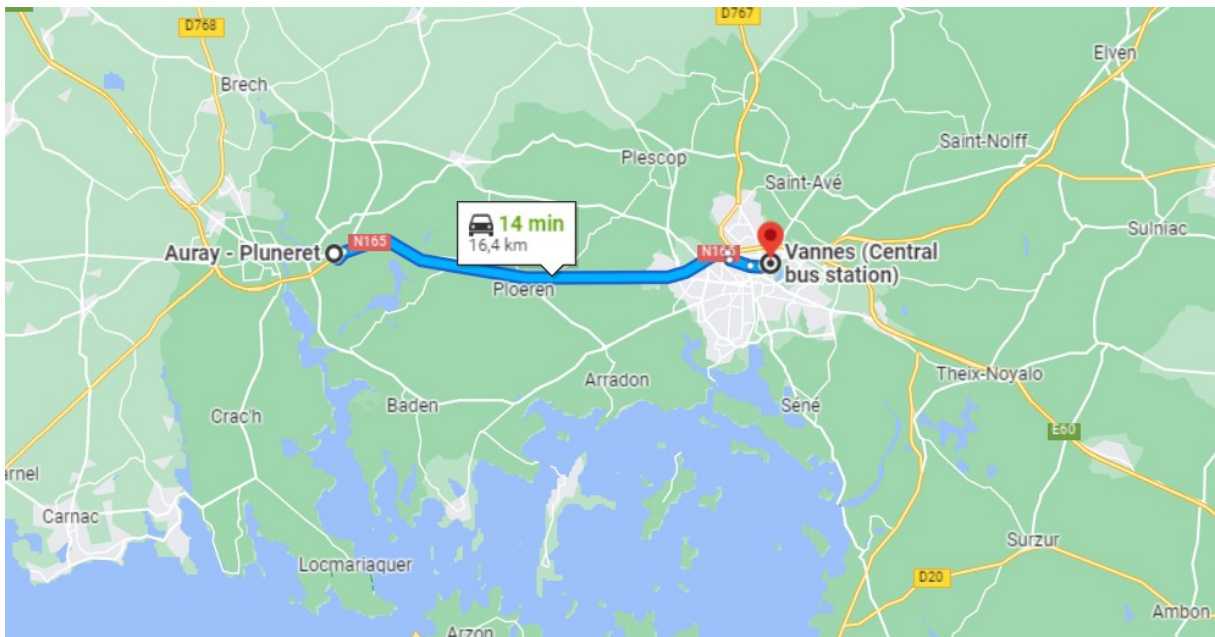 D768
D767
Elven
Brech
Saint-Nolff
Plescop
Saint-Avé
14 min
16,4 km
Sulniac
N165
Auray - Pluneret
N165
Vannes (Central
bus station)
Ploeren
Arradon
Theix-Noyalo
Baden
Séné
Crac'h
E60
arnel
Carnac
Surzur
Locmariaquer
D20
Ambon
Arzon